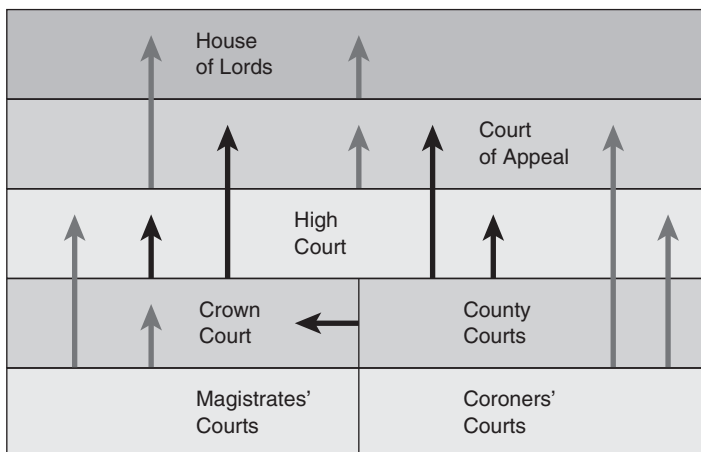 House
of Lords
Court
of Appeal
High
Court
Crown
Court
County
Courts
Magistrates'
Courts
Coroners'
Courts